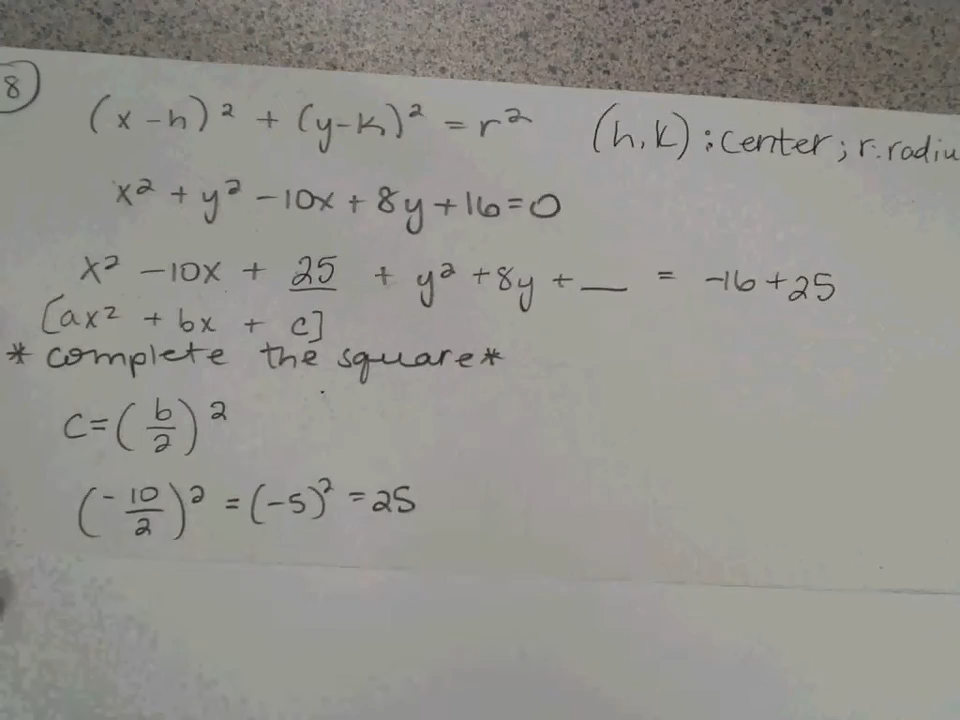 8
(x-h)² + (y-k)² = r² (h,k): center; r: radiu
x² + y² - 10x + 8y + 16 = 0
x² - 10x + 25 + y² + 8y + __ = -16 + 25
[ax² + bx + c]
* complete the square *
c = (b/2)²
(-10/2)² = (-5)² = 25